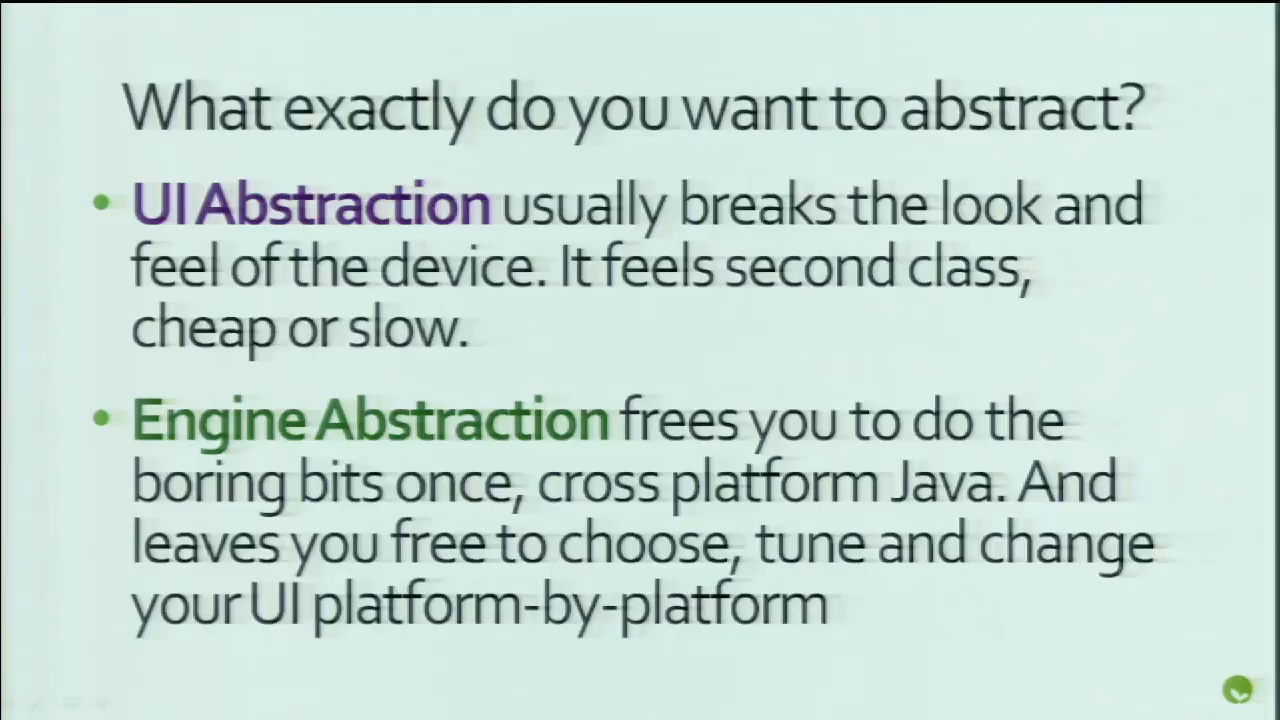 What exactly do you want to abstract?
• UI Abstraction usually breaks the look and
feel of the device. It feels second class,
cheap or slow.
• Engine Abstraction frees you to do the
boring bits once, cross platform Java. And
leaves you free to choose, tune and change
your UI platform-by-platform